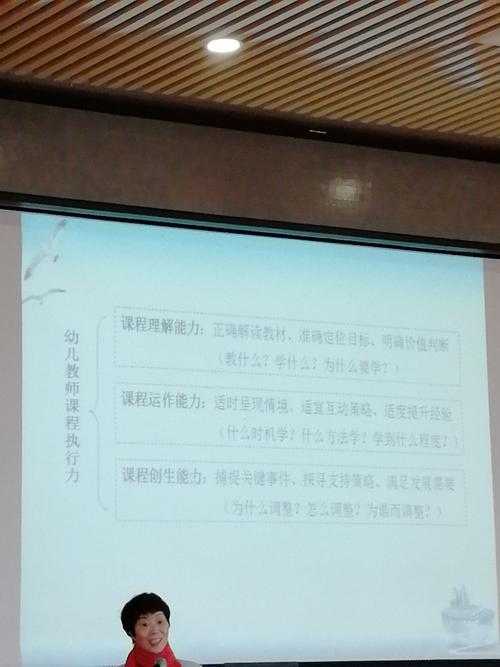 幼儿教师课程执行力
课程理解能力：正确解读教材、准确定位目标、明确价值判断
（教什么？学什么？为什么要学？）
课程运作能力：适时呈现情境、适宜互动策略、适度提升经验
（什么时机学？什么方法学？学到什么程度？）
课程创生能力：捕捉关键事件、探寻支持策略、满足发展需要
（为什么调整？怎么调整？为谁而调整？）